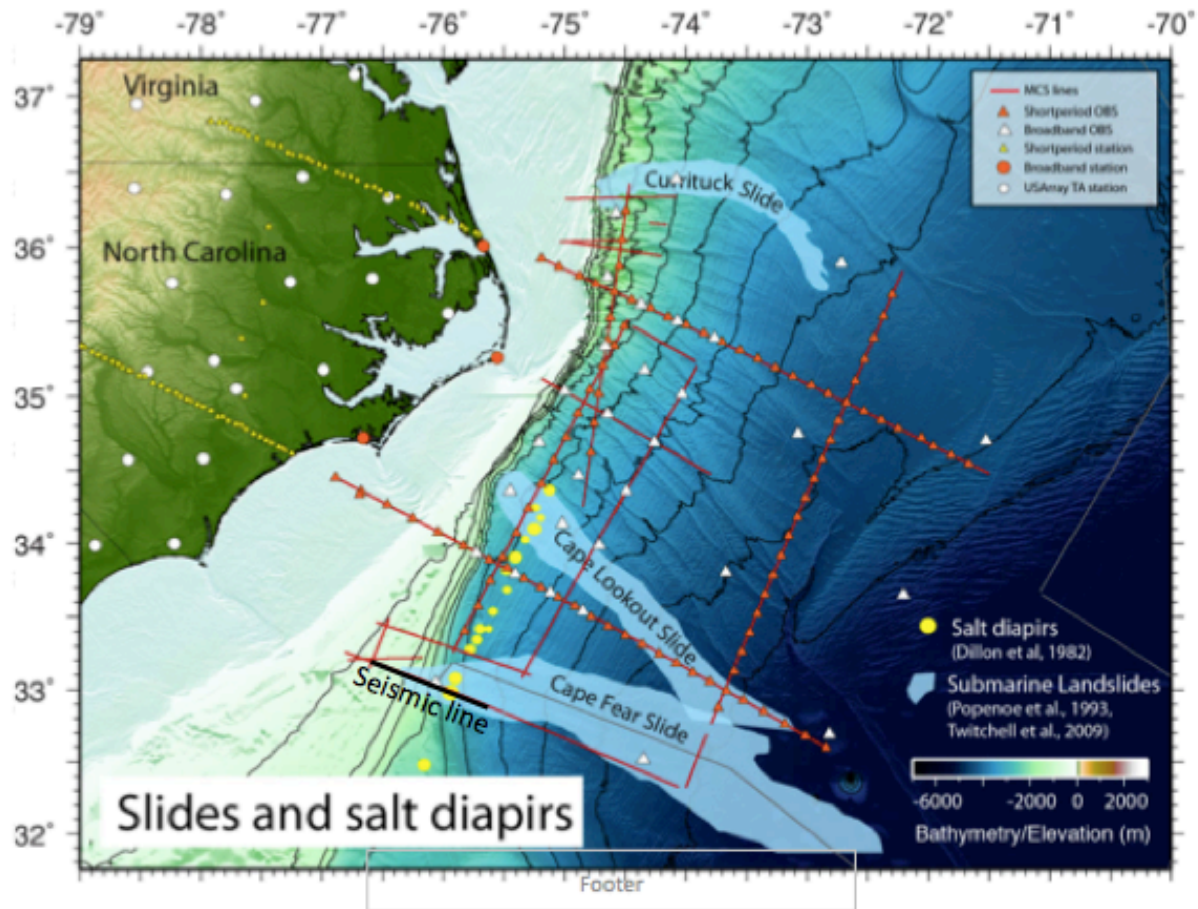 -79 -78 -77 -76 -75 -74 -73 -72 -71 -70
37°
36°
35°
34°
33°
32°
Virginia
North Carolina
MCS lines
Shortperiod OBS
Broadband OBS
Shortperiod station
Broadband station
USArray TA station
Currituck Slide
Cape Lookout Slide
Cape Fear Slide
Seismic line
Salt diapirs
(Dillon et al, 1982)
Submarine Landslides
(Popenoe et al., 1993,
Twitchell et al., 2009)
-6000 -2000 0 2000
Bathymetry/Elevation (m)
Slides and salt diapirs
Footer